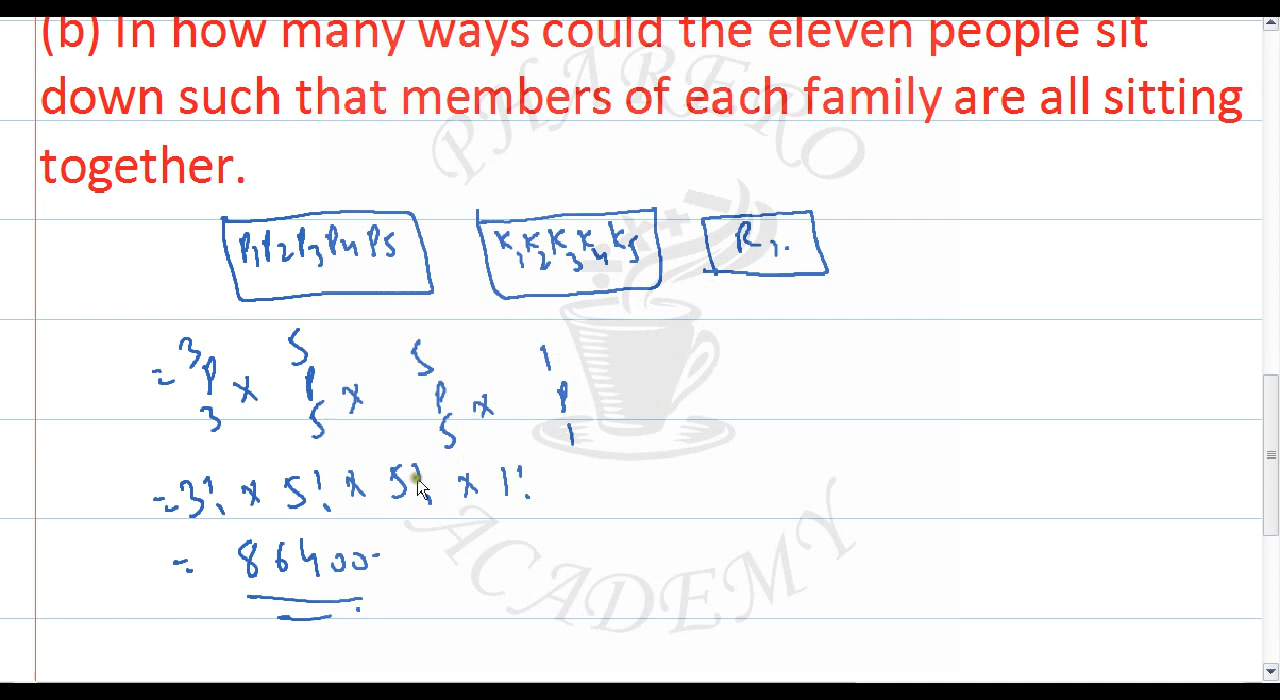 (b) In how many ways could the eleven people sit
down such that members of each family are all sitting
together.
P1P2P3P4P5 K1K2K3K4K5 R1.
= 3P3 x 5P5 x 5P5 x 1P1
= 3! x 5! x 5! x 1!
= 86400
PHARERO
ACADEMY